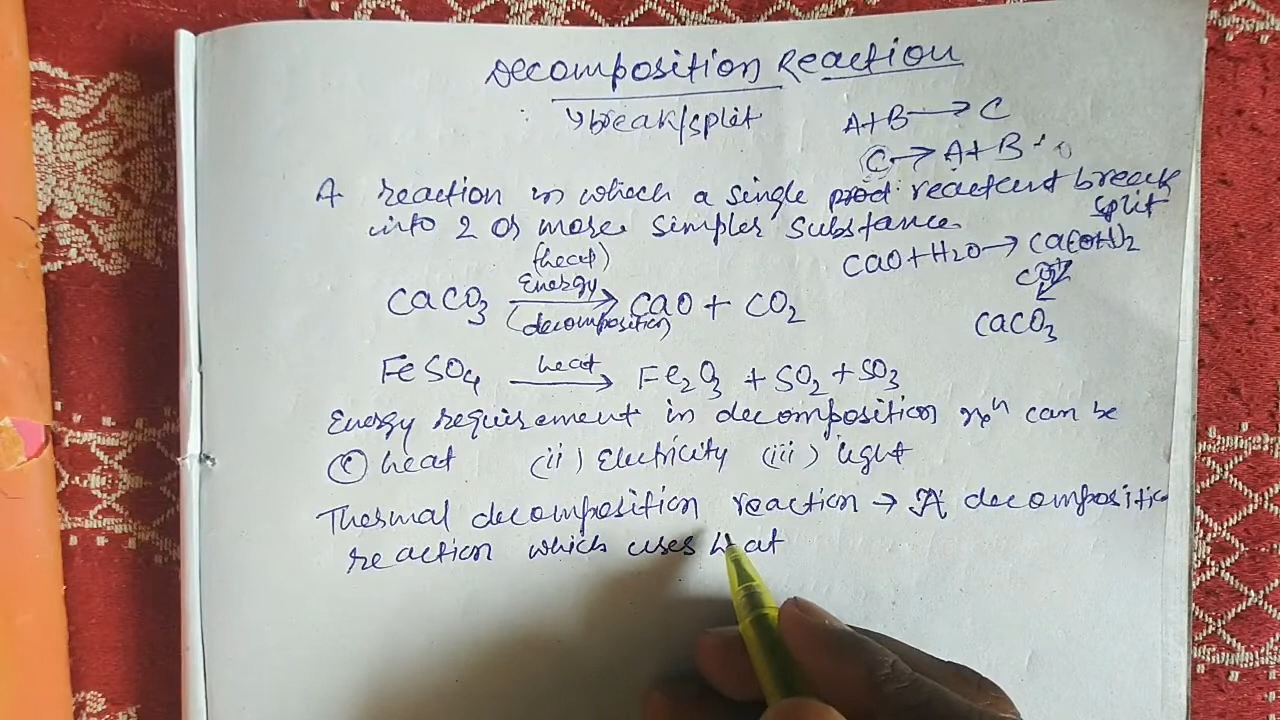 Decomposition Reaction
↳break/split
A+B → C
C → A+B
A reaction in which a single prod reactant break
split
into 2 or more simpler substance.
CaO+H2O → Ca(OH)2
CO2
CaCO3
(heat)
Energy
CaCO3 → CaO + CO2
(decomposition)
heat
FeSO4 → Fe2O3 + SO2 + SO3
Energy requirement in decomposition rxn can be
(i) heat (ii) Electricity (iii) light
Thermal decomposition reaction → A decomposition
reaction which uses heat